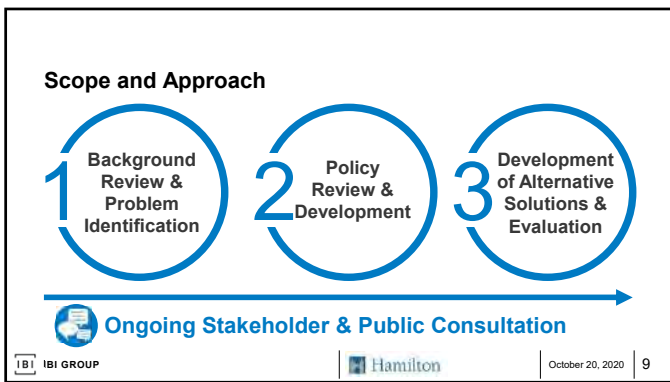 Scope and Approach
1
Background
Review &
Problem
Identification
2
Policy
Review &
Development
3
Development
of Alternative
Solutions &
Evaluation
Ongoing Stakeholder & Public Consultation
IBI
IBI GROUP
Hamilton
October 20, 2020
9